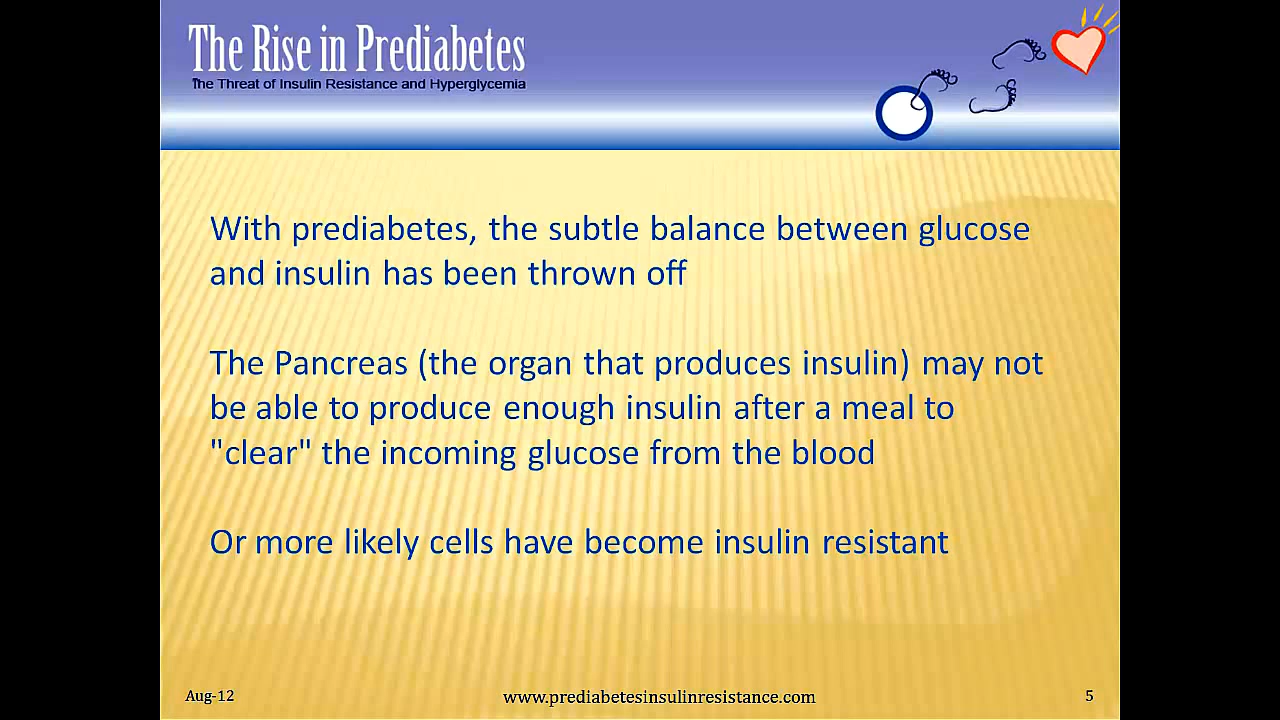 The Rise in Prediabetes
The Threat of Insulin Resistance and Hyperglycemia
With prediabetes, the subtle balance between glucose
and insulin has been thrown off
The Pancreas (the organ that produces insulin) may not
be able to produce enough insulin after a meal to
"clear" the incoming glucose from the blood
Or more likely cells have become insulin resistant
Aug-12
www.prediabetesinsulinresistance.com
5